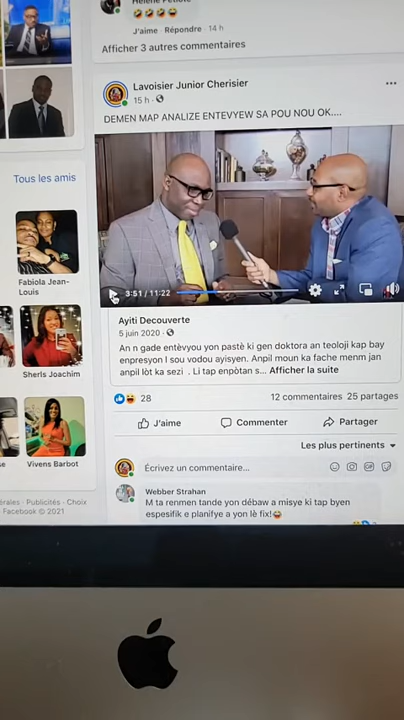 J'aime · Répondre · 14 h
Afficher 3 autres commentaires
Lavoisier Junior Cherisier
15 h ·
DEMEN MAP ANALIZE ENTEVYEW SA POU NOU OK....
Tous les amis
3:51 / 11:22
Fabiola Jean-
Louis
Ayiti Decouverte
5 juin 2020 ·
An n gade entèvyou yon pastè ki gen doktora an teoloji kap bay
enpresyon l sou vodou ayisyen. Anpil moun ka fache menm jan
anpil lòt ka sezi . Li tap enpòtan s... Afficher la suite
Sherls Joachim
28
12 commentaires 25 partages
J'aime
Commenter
Partager
Les plus pertinents
Vivens Barbot
Écrivez un commentaire...
GIF
Webber Strahan
M ta renmen tande yon débaw a misye ki tap byen
espesifik e planifye a yon lè fix!
· Publicités · Choix
Facebook © 2021